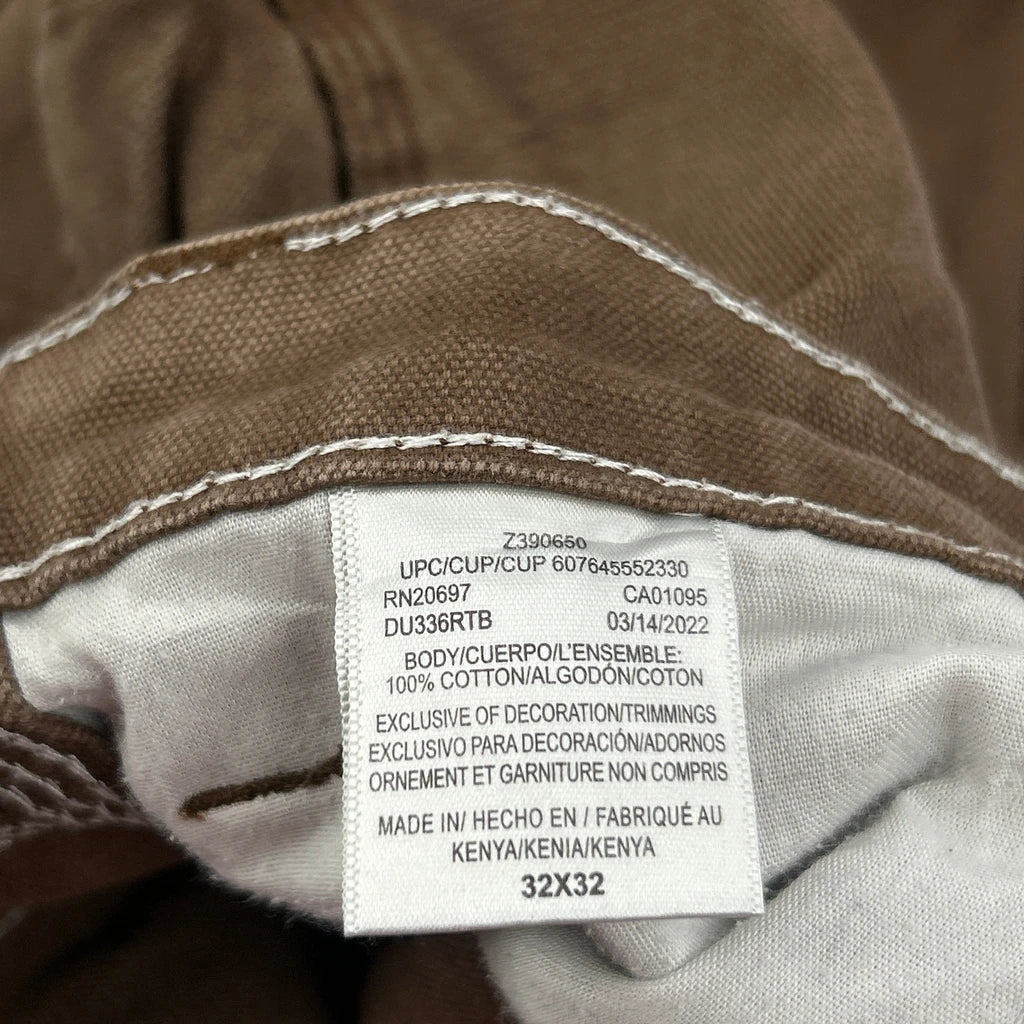 Z390650
UPC/CUP/CUP 607645552330
RN20697 CA01095
DU336RTB 03/14/2022
BODY/CUERPO/L'ENSEMBLE:
100% COTTON/ALGODÓN/COTON
EXCLUSIVE OF DECORATION/TRIMMINGS
EXCLUSIVO PARA DECORACIÓN/ADORNOS
ORNEMENT ET GARNITURE NON COMPRIS
MADE IN/ HECHO EN / FABRIQUÉ AU
KENYA/KENIA/KENYA
32X32